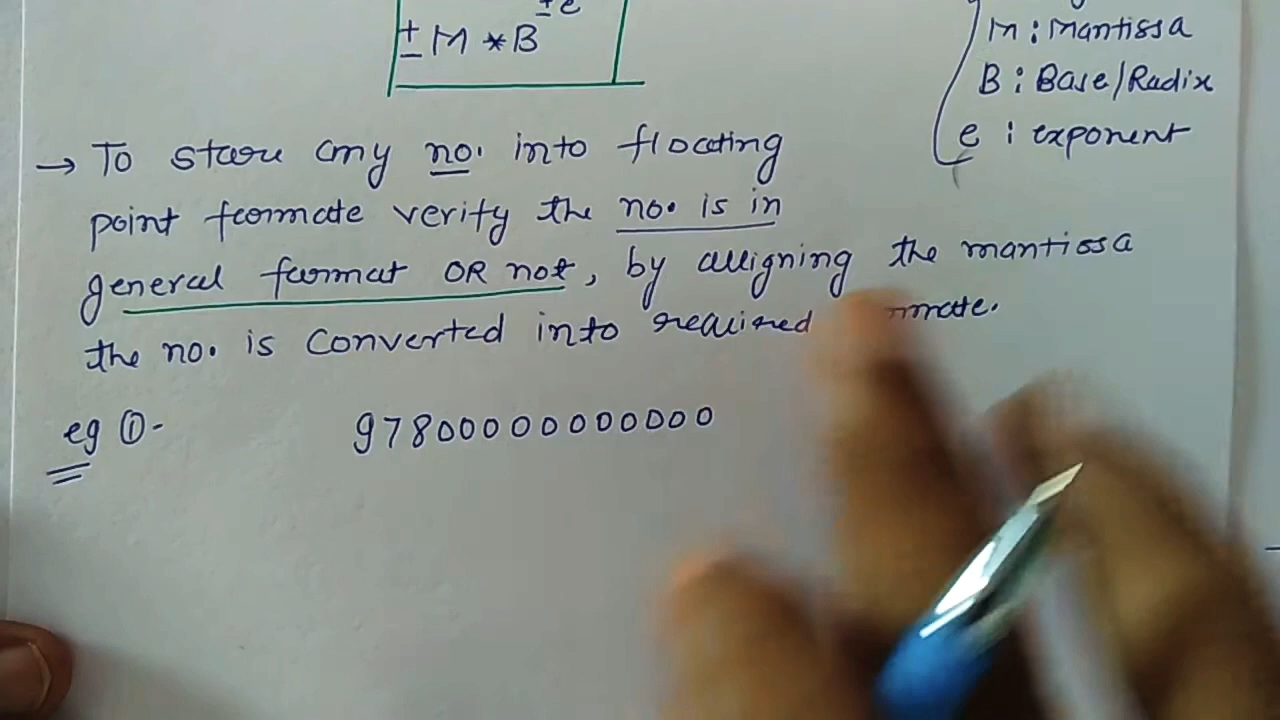 ± M * B ± e
M : Mantissa
B : Base/Radix
e : exponent
→ To store any no. into floating
point formate verify the no. is in
general format OR not, by alligning the mantissa
the no. is converted into required
eg ①- 9780000000000